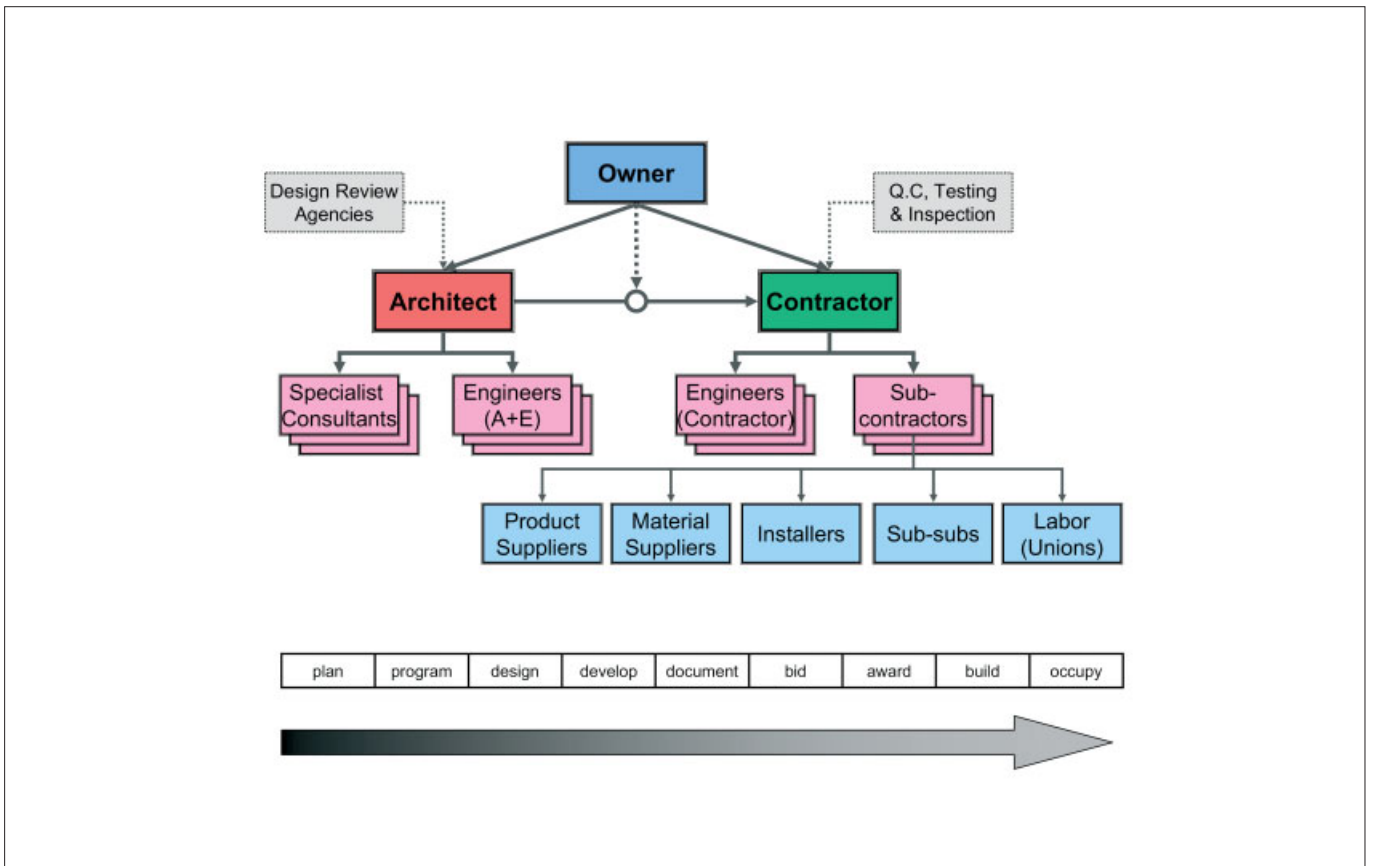 Owner
Design Review
Agencies
Q.C, Testing
& Inspection
Architect
Contractor
Specialist
Consultants
Engineers
(A+E)
Engineers
(Contractor)
Sub-
contractors
Product
Suppliers
Material
Suppliers
Installers
Sub-subs
Labor
(Unions)
plan program design develop document bid award build occupy